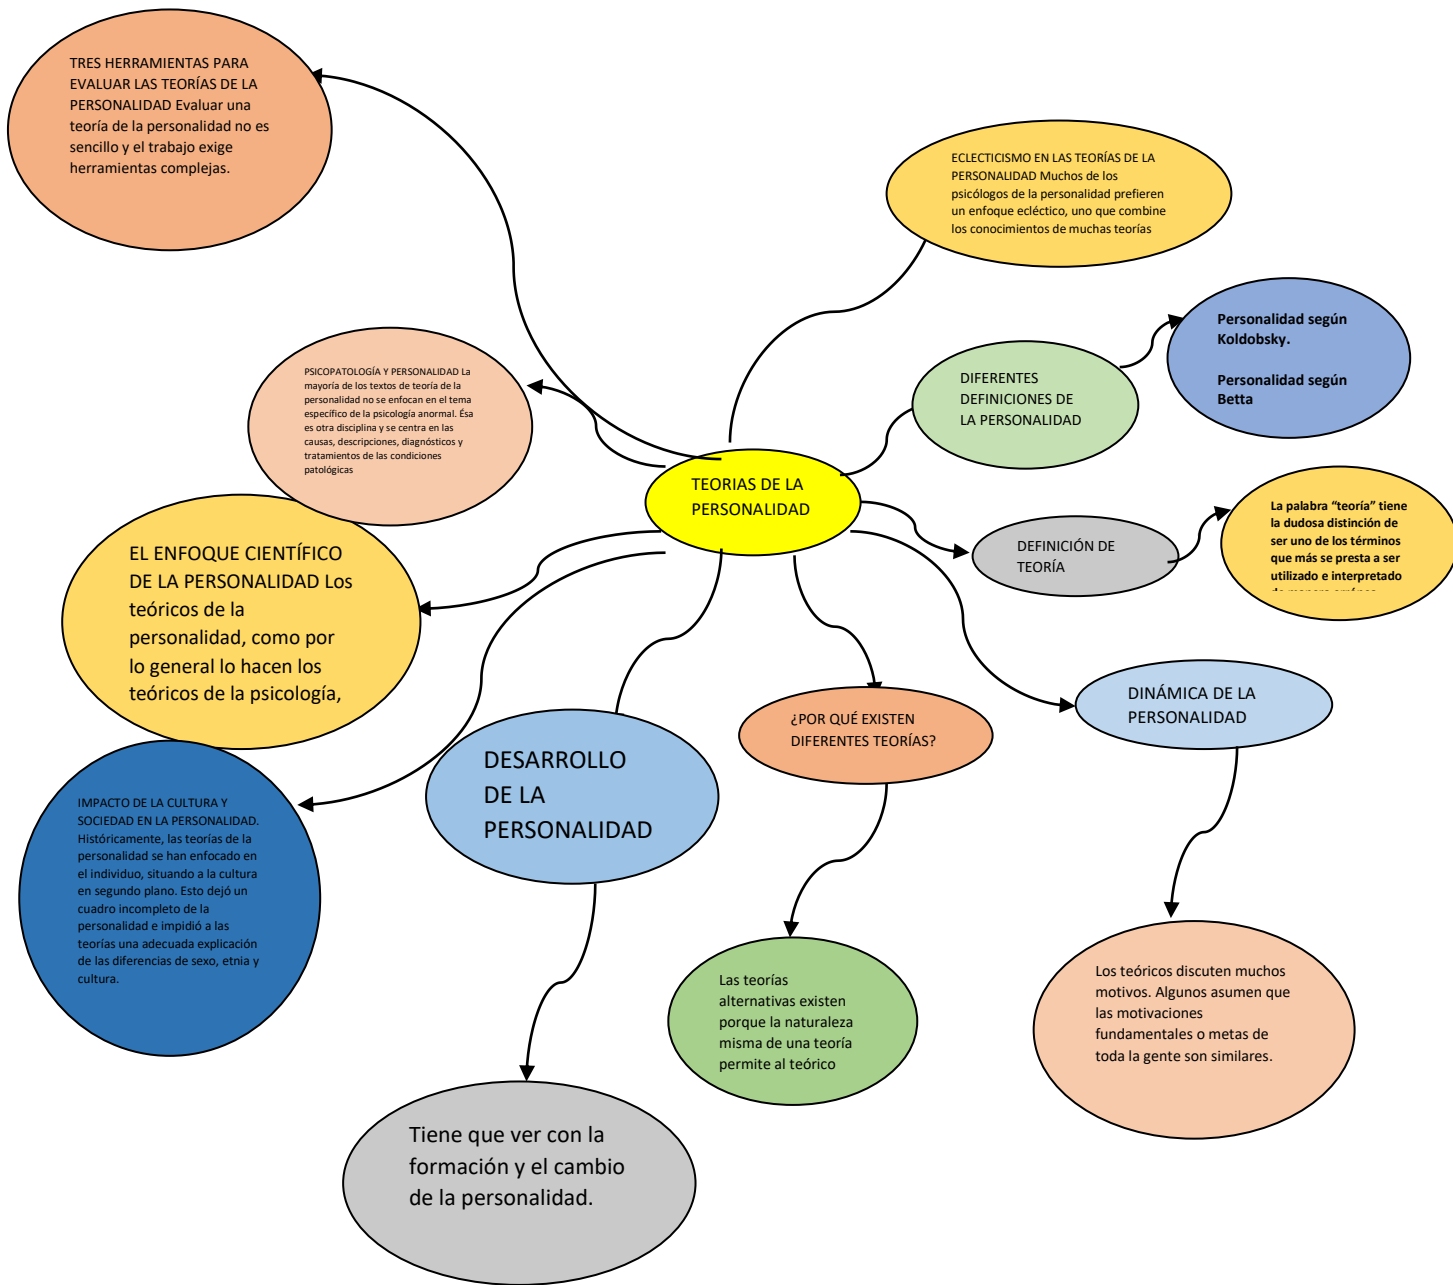 TRES HERRAMIENTAS PARA
EVALUAR LAS TEORÍAS DE LA
PERSONALIDAD Evaluar una
teoría de la personalidad no es
sencillo y el trabajo exige
herramientas complejas.
ECLECTICISMO EN LAS TEORÍAS DE LA
PERSONALIDAD Muchos de los
psicólogos de la personalidad prefieren
un enfoque ecléctico, uno que combine
los conocimientos de muchas teorías
Personalidad según
Koldobsky.
Personalidad según
Betta
DIFERENTES
DEFINICIONES DE
LA PERSONALIDAD
PSICOPATOLOGÍA Y PERSONALIDAD La
mayoría de los textos de teoría de la
personalidad no se enfocan en el tema
específico de la psicología anormal. Ésa
es otra disciplina y se centra en las
causas, descripciones, diagnósticos y
tratamientos de las condiciones
patológicas
TEORIAS DE LA
PERSONALIDAD
La palabra “teoría” tiene
la dudosa distinción de
ser uno de los términos
que más se presta a ser
utilizado e interpretado
DEFINICIÓN DE
TEORÍA
EL ENFOQUE CIENTÍFICO
DE LA PERSONALIDAD Los
teóricos de la
personalidad, como por
lo general lo hacen los
teóricos de la psicología,
DINÁMICA DE LA
PERSONALIDAD
¿POR QUÉ EXISTEN
DIFERENTES TEORÍAS?
DESARROLLO
DE LA
PERSONALIDAD
IMPACTO DE LA CULTURA Y
SOCIEDAD EN LA PERSONALIDAD.
Históricamente, las teorías de la
personalidad se han enfocado en
el individuo, situando a la cultura
en segundo plano. Esto dejó un
cuadro incompleto de la
personalidad e impidió a las
teorías una adecuada explicación
de las diferencias de sexo, etnia y
cultura.
Las teorías
alternativas existen
porque la naturaleza
misma de una teoría
permite al teórico
Los teóricos discuten muchos
motivos. Algunos asumen que
las motivaciones
fundamentales o metas de
toda la gente son similares.
Tiene que ver con la
formación y el cambio
de la personalidad.